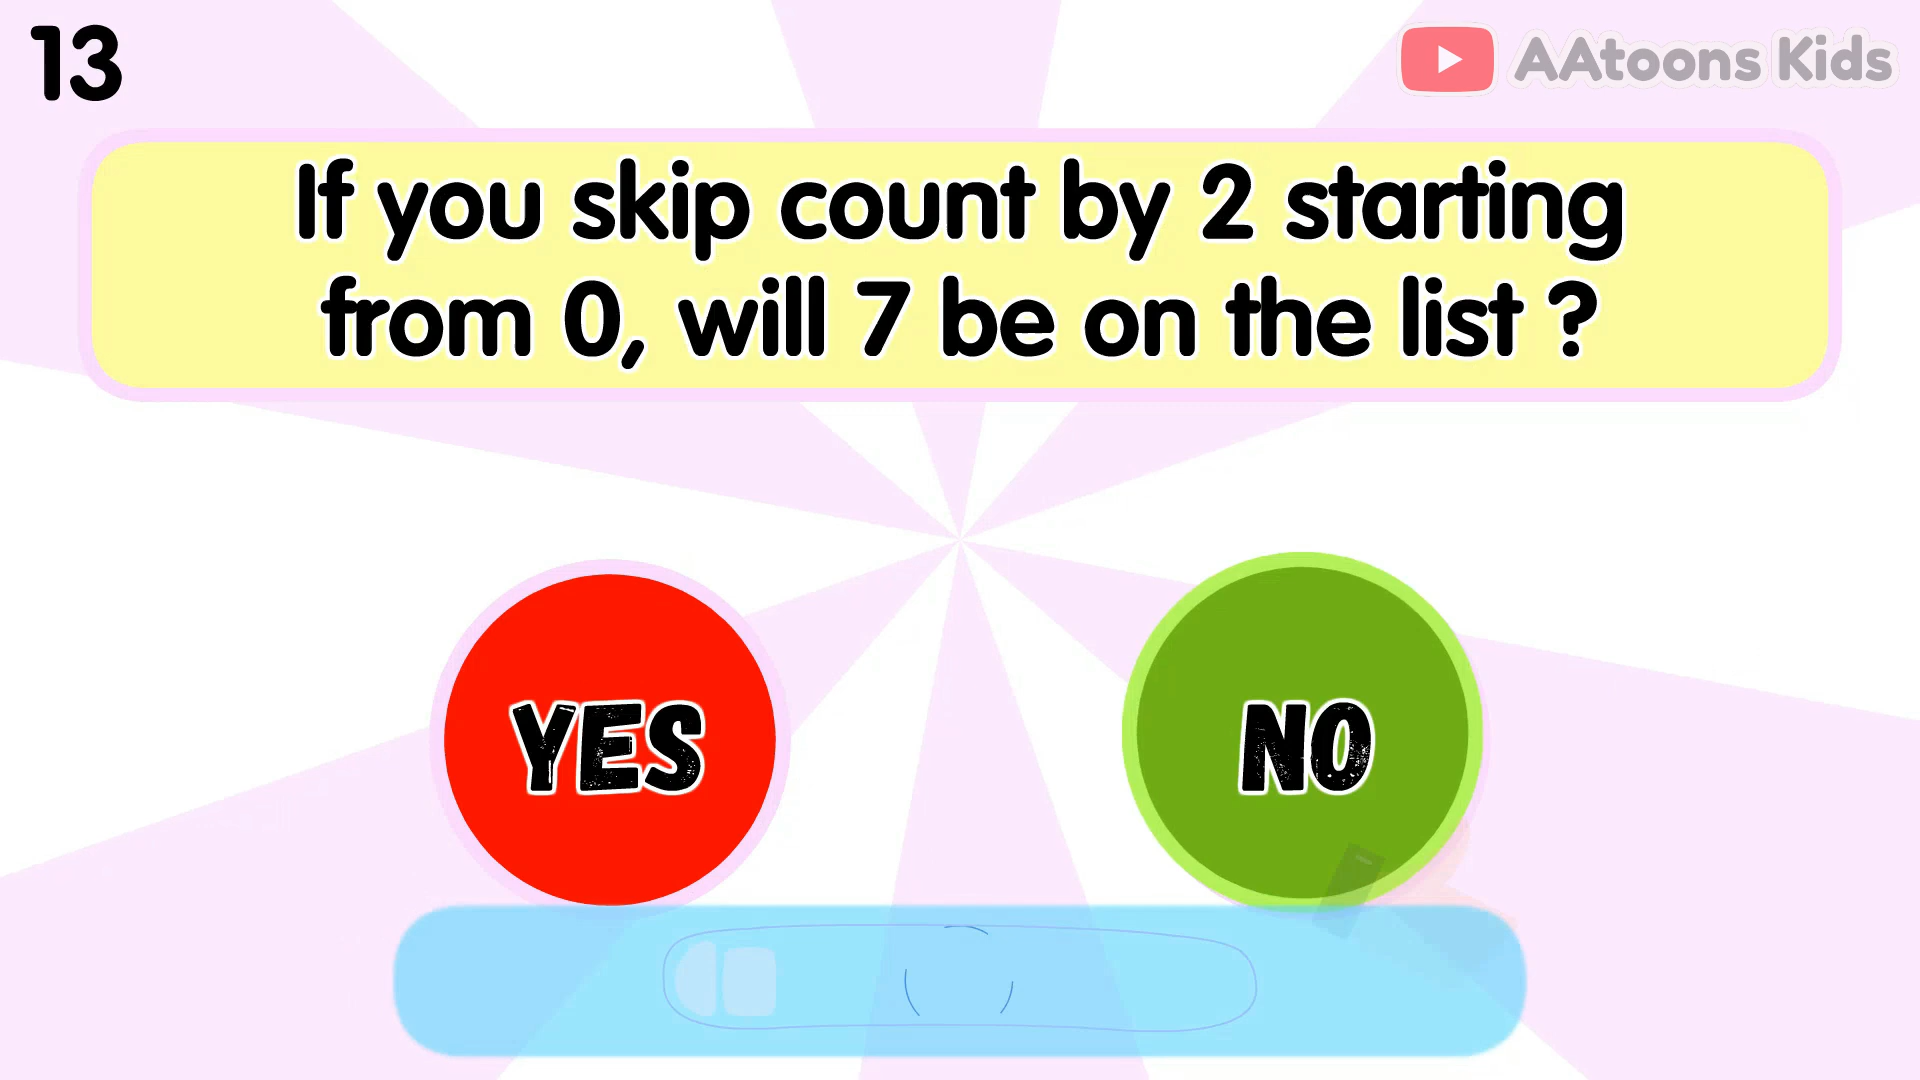 13
AAtoons Kids
If you skip count by 2 starting
from 0, will 7 be on the list ?
YES
NO